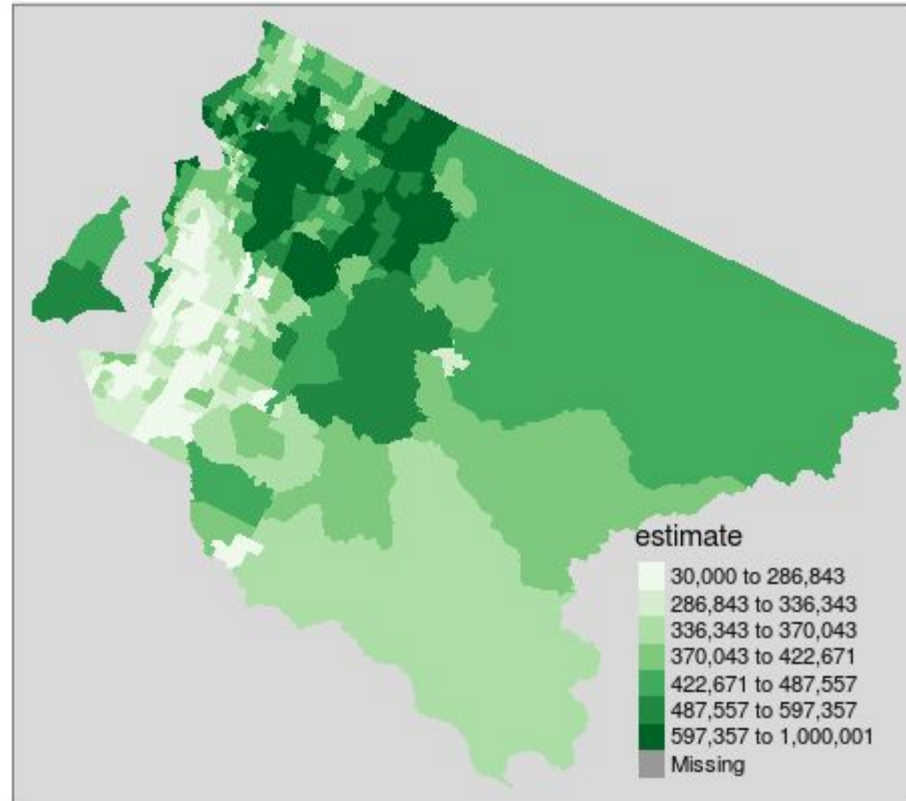 estimate
30,000 to 286,843
286,843 to 336,343
336,343 to 370,043
370,043 to 422,671
422,671 to 487,557
487,557 to 597,357
597,357 to 1,000,001
Missing